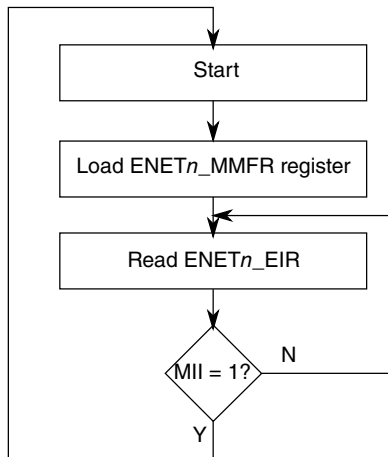 Start
Load ENETn_MMFR register
Read ENETn_EIR
MII = 1?
N
Y